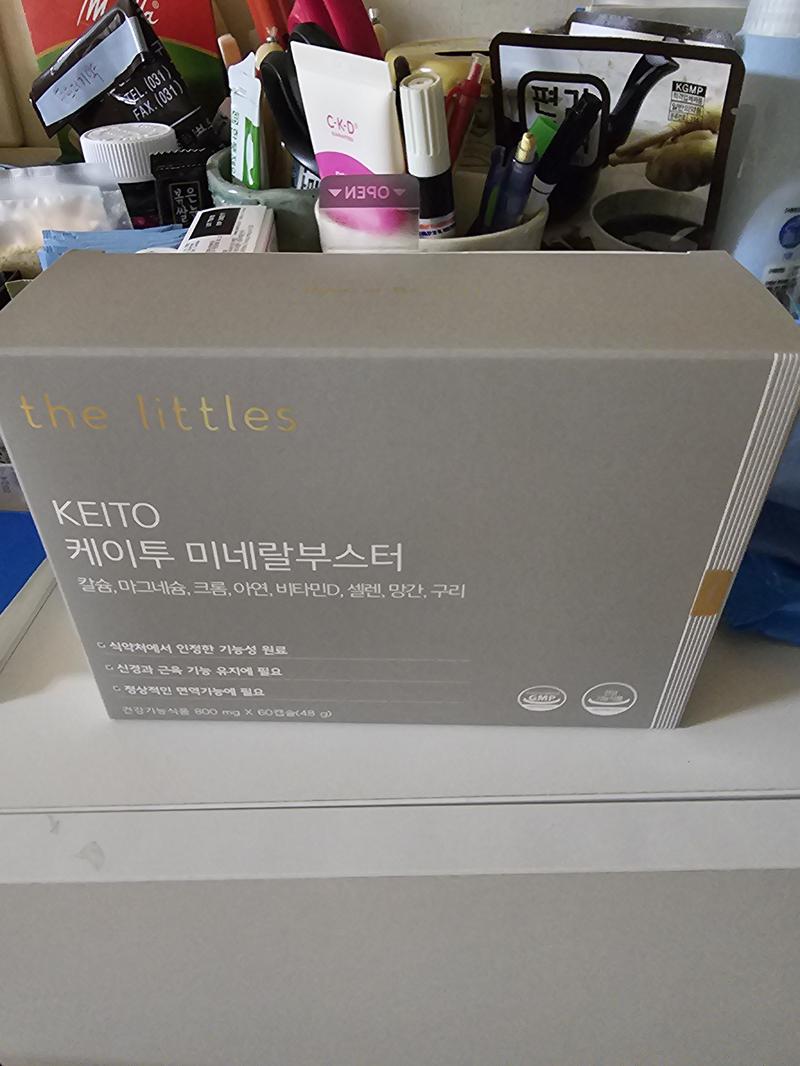 TEL (031)
FAX (031)
C·K·D
OPEN
KGMP
볶은
the littles
KEITO
케이투 미네랄부스터
칼슘, 마그네슘, 크롬, 아연, 비타민D, 셀렌, 망간, 구리
식약처에서 인정한 기능성 원료
신경과 근육 기능 유지에 필요
정상적인 면역기능에 필요
건강기능식품 800 mg X 60캡슐(48 g)
GMP